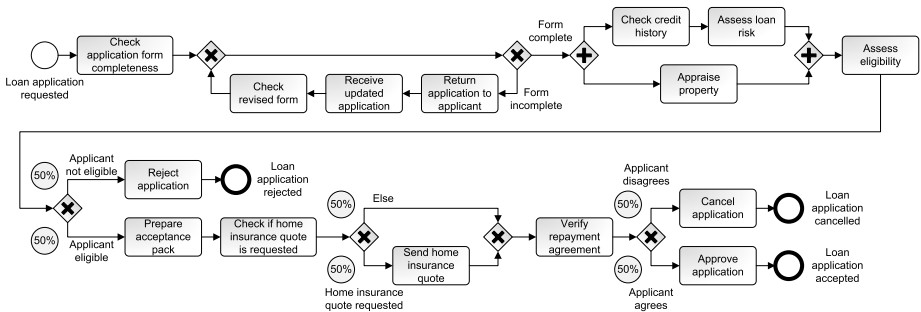 Loan application
requested
Check
application form
completeness
Check
revised form
Receive
updated
application
Return
application to
applicant
Form
complete
Form
incomplete
Check credit
history
Assess loan
risk
Appraise
property
Assess
eligibility
50%
Applicant
not eligible
Reject
application
Loan
application
rejected
50%
Applicant
eligible
Prepare
acceptance
pack
Check if home
insurance quote
is requested
50%
Else
50%
Home insurance
quote requested
Send home
insurance
quote
Verify
repayment
agreement
Applicant
disagrees
50%
Cancel
application
Loan
application
cancelled
50%
Applicant
agrees
Approve
application
Loan
application
accepted